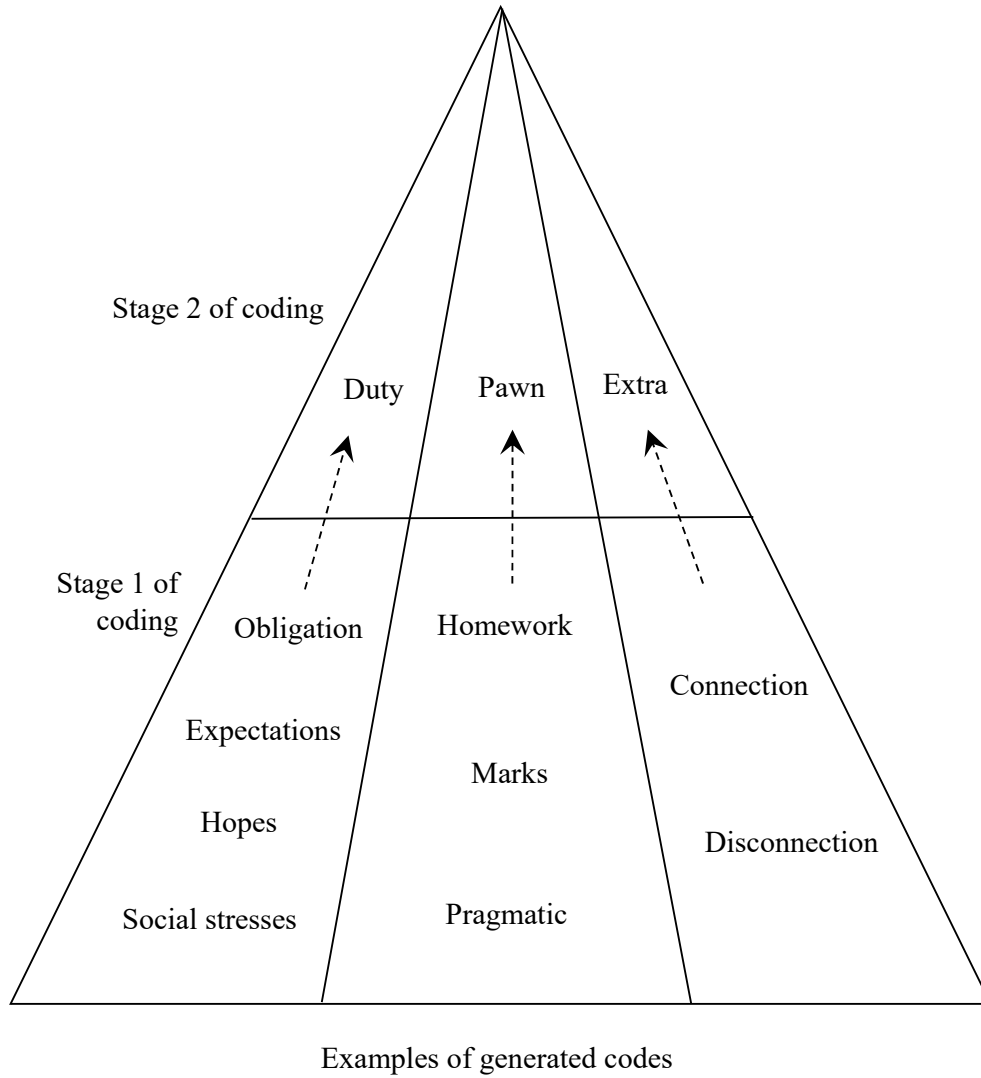 Stage 2 of coding
Duty
Pawn
Extra
Stage 1 of
coding
Obligation
Homework
Connection
Expectations
Marks
Hopes
Disconnection
Social stresses
Pragmatic
Examples of generated codes